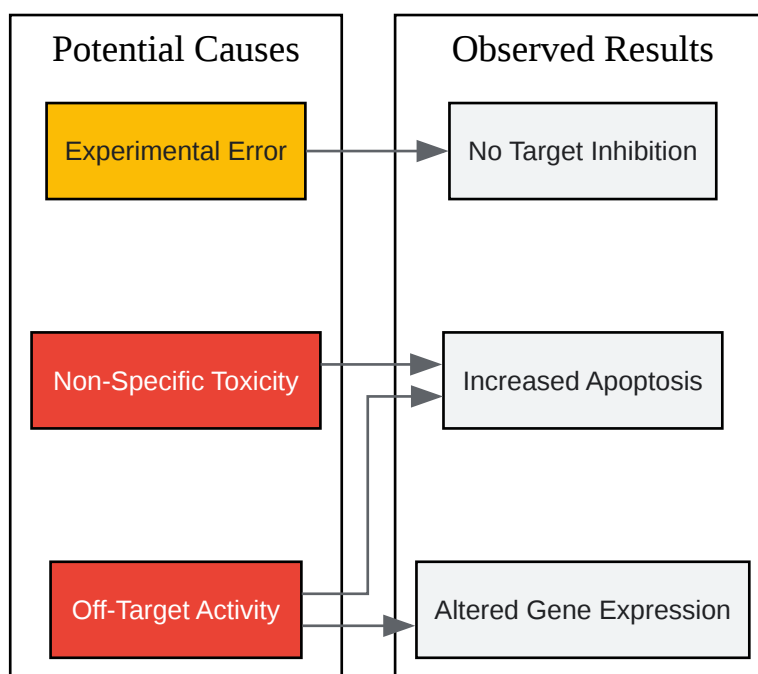 Potential Causes
Observed Results
Experimental Error
No Target Inhibition
Non-Specific Toxicity
Increased Apoptosis
Off-Target Activity
Altered Gene Expression